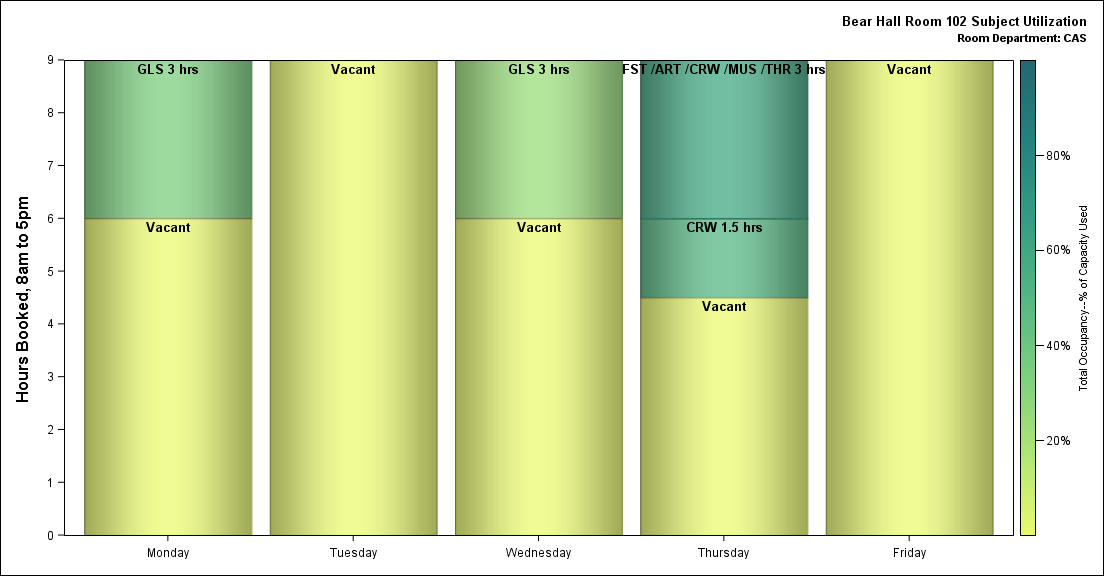 Bear Hall Room 102 Subject Utilization
Room Department: CAS
Hours Booked, 8am to 5pm
9
8
7
6
5
4
3
2
1
0
GLS 3 hrs
Vacant
GLS 3 hrs
FST /ART /CRW /MUS /THR 3 hrs
Vacant
Vacant
Vacant
CRW 1.5 hrs
Vacant
Monday
Tuesday
Wednesday
Thursday
Friday
80%
60%
40%
20%
Total Occupancy--% of Capacity Used